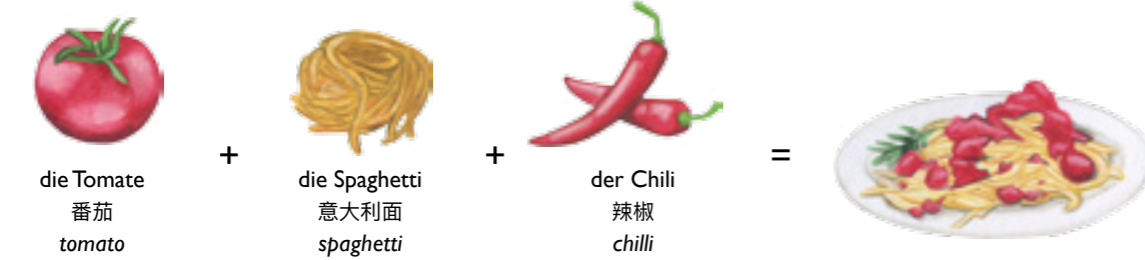 die Tomate
番茄
tomato
+
die Spaghetti
意大利面
spaghetti
+
der Chili
辣椒
chilli
=